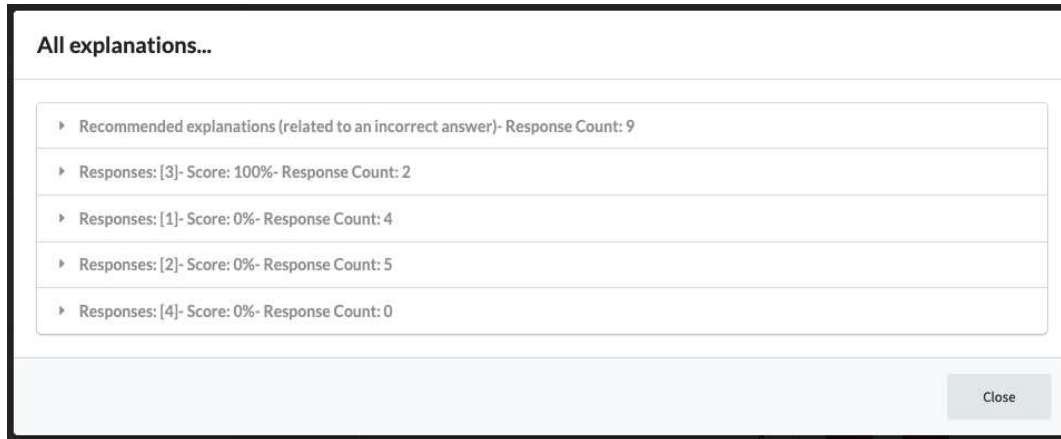 All explanations...
Recommended explanations (related to an incorrect answer)- Response Count: 9
Responses: [3]- Score: 100%- Response Count: 2
Responses: [1]- Score: 0%- Response Count: 4
Responses: [2]- Score: 0%- Response Count: 5
Responses: [4]- Score: 0%- Response Count: 0
Close